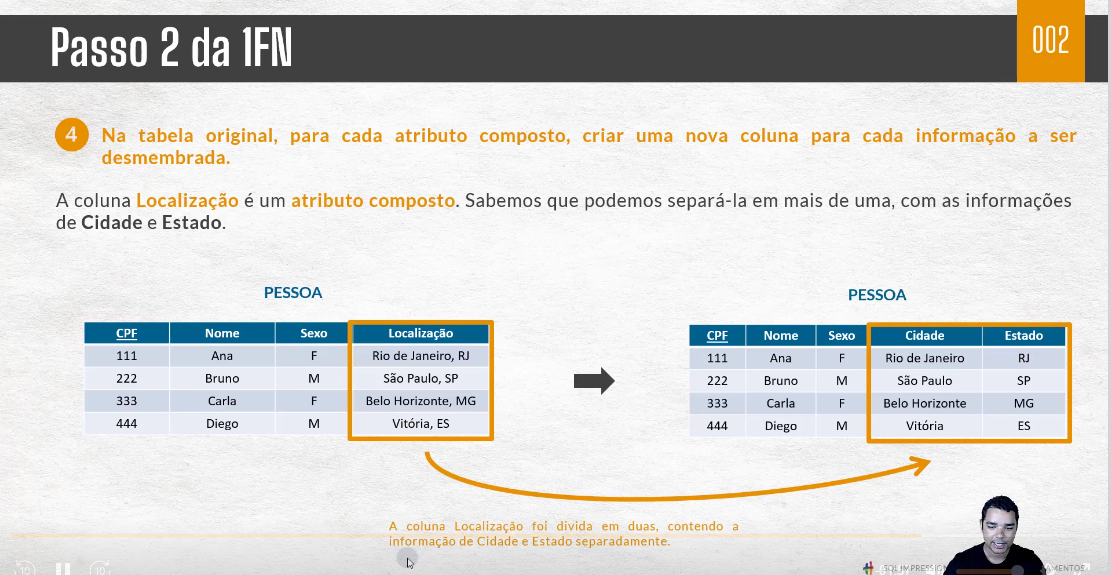 Passo 2 da 1FN
002
4
Na tabela original, para cada atributo composto, criar uma nova coluna para cada informação a ser
desmembrada.
A coluna Localização é um atributo composto. Sabemos que podemos separá-la em mais de uma, com as informações
de Cidade e Estado.
PESSOA
CPF Nome Sexo Localização
111 Ana F Rio de Janeiro, RJ
222 Bruno M São Paulo, SP
333 Carla F Belo Horizonte, MG
444 Diego M Vitória, ES
PESSOA
CPF Nome Sexo Cidade Estado
111 Ana F Rio de Janeiro RJ
222 Bruno M São Paulo SP
333 Carla F Belo Horizonte MG
444 Diego M Vitória ES
A coluna Localização foi divida em duas, contendo a
informação de Cidade e Estado separadamente.
10
10
SQL IMPRESSION